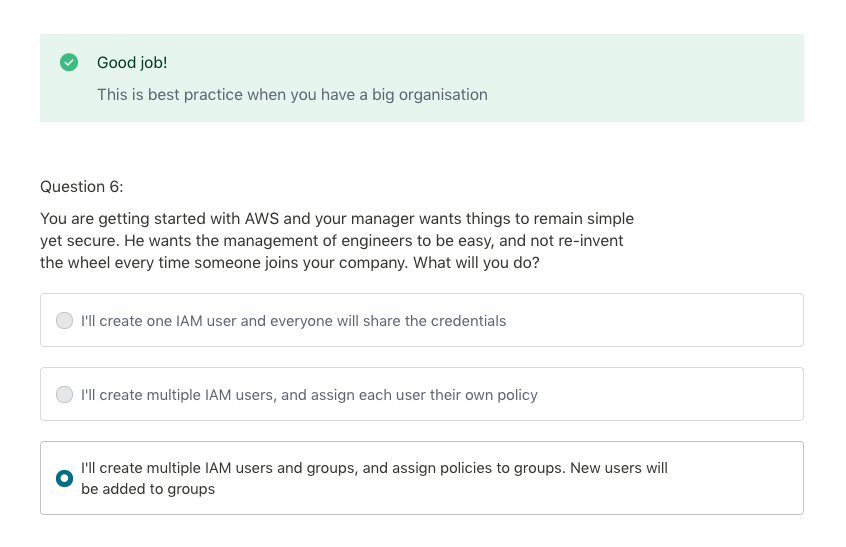 Good job!
This is best practice when you have a big organisation
Question 6:
You are getting started with AWS and your manager wants things to remain simple
yet secure. He wants the management of engineers to be easy, and not re-invent
the wheel every time someone joins your company. What will you do?
I'll create one IAM user and everyone will share the credentials
I'll create multiple IAM users, and assign each user their own policy
I'll create multiple IAM users and groups, and assign policies to groups. New users will
be added to groups